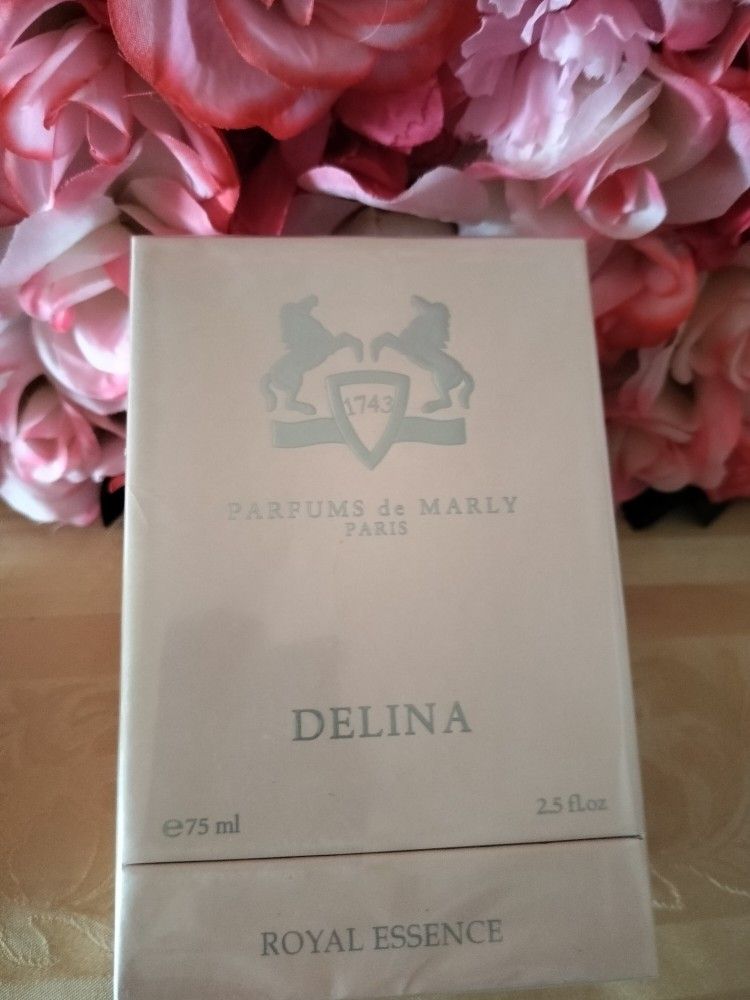 1743
PARFUMS de MARLY
PARIS
DELINA
℮75 ml
2.5 fl.oz
ROYAL ESSENCE